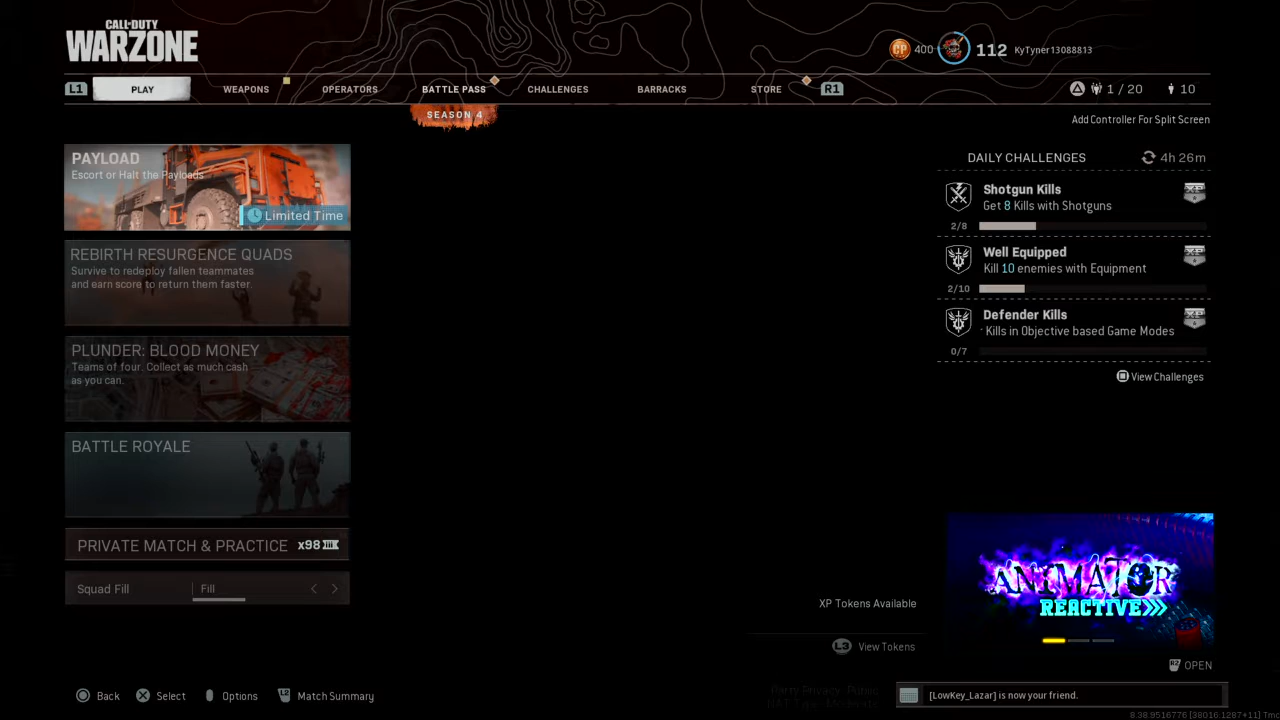 CALL OF DUTY
WARZONE
CP 400
112 KyTyner13088813
L1 PLAY WEAPONS OPERATORS BATTLE PASS CHALLENGES BARRACKS STORE R1
1 / 20 10
SEASON 4
Add Controller For Split Screen
PAYLOAD
Escort or Halt the Payloads
Limited Time
REBIRTH RESURGENCE QUADS
Survive to redeploy fallen teammates
and earn score to return them faster.
PLUNDER: BLOOD MONEY
Teams of four. Collect as much cash
as you can.
BATTLE ROYALE
PRIVATE MATCH & PRACTICE x98
Squad Fill Fill
DAILY CHALLENGES 4h 26m
Shotgun Kills XP
Get 8 Kills with Shotguns
2/8
Well Equipped XP
Kill 10 enemies with Equipment
2/10
Defender Kills XP
Kills in Objective based Game Modes
0/7
View Challenges
ANIMATOR
REACTIVE
XP Tokens Available
L3 View Tokens
R2 OPEN
Back Select Options L2 Match Summary
Party Privacy: Public
[LowKey_Lazar] is now your friend.